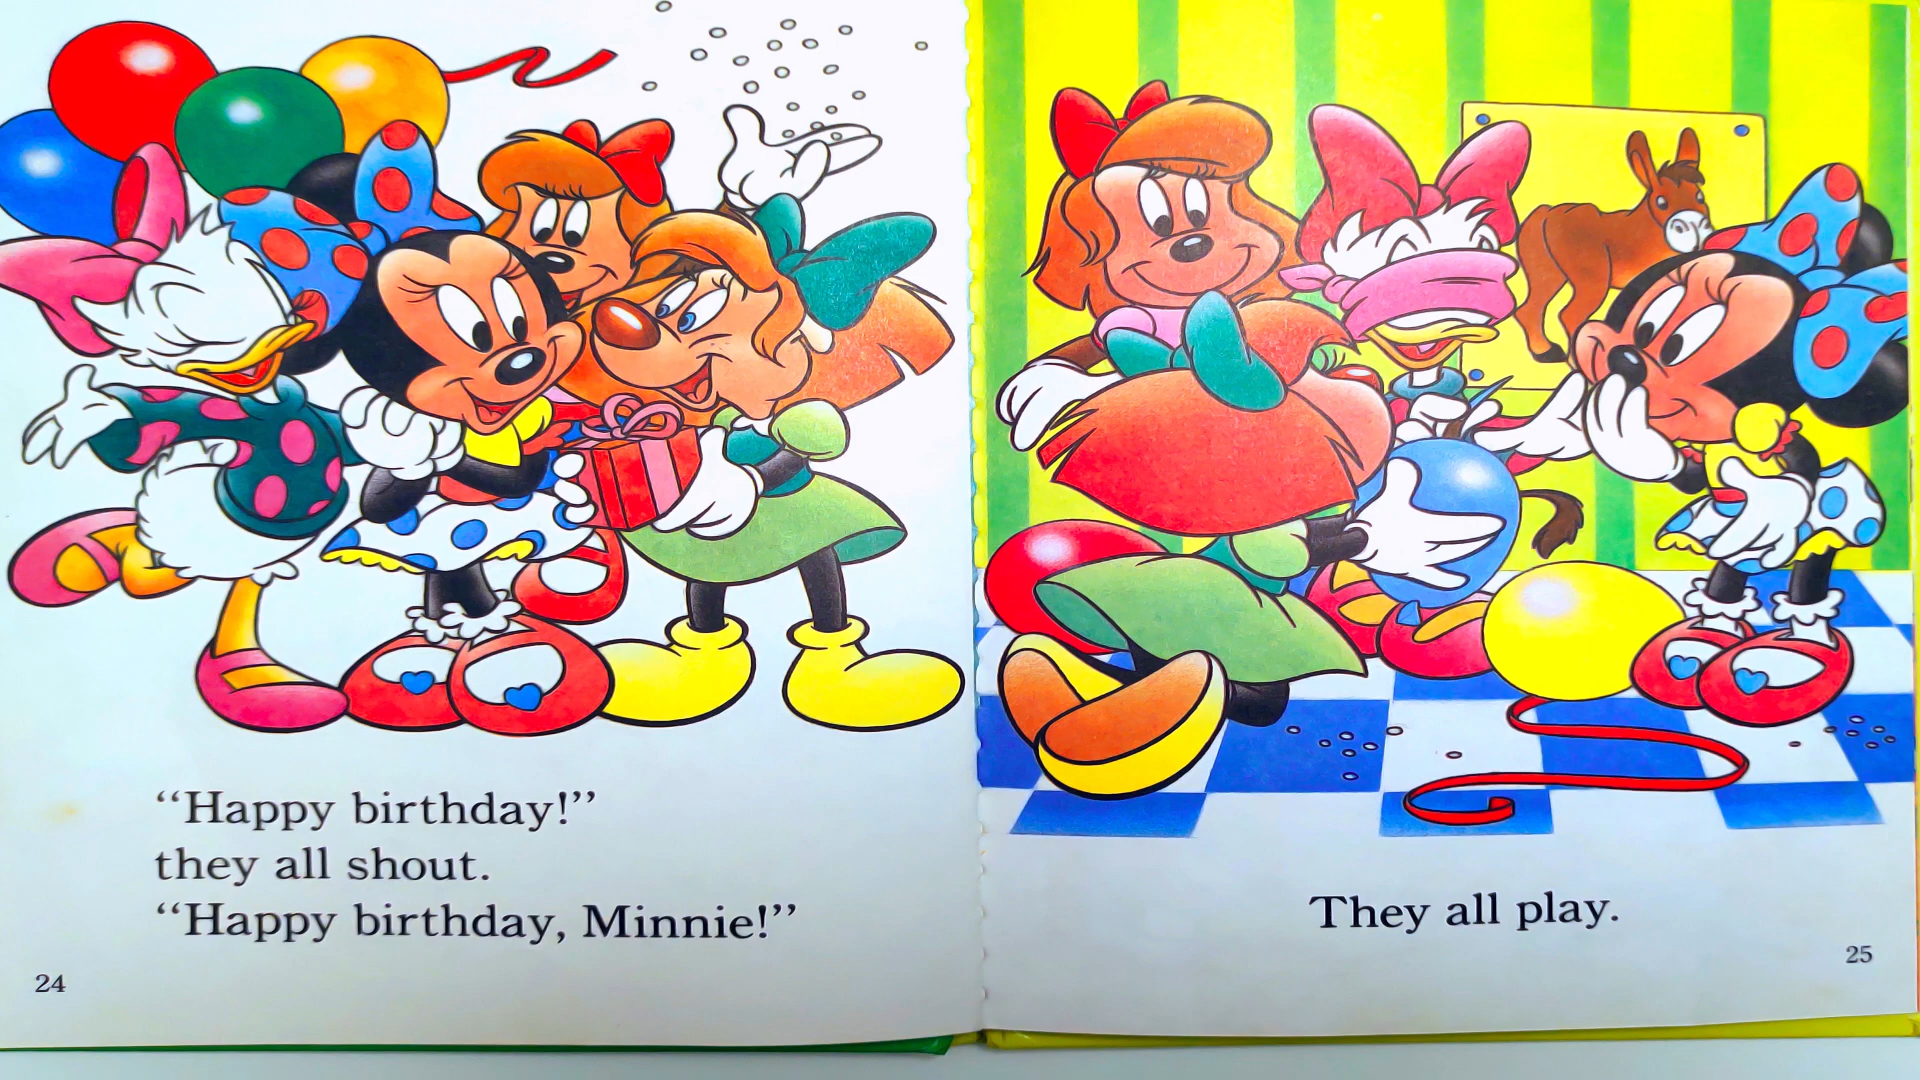 “Happy birthday!”
they all shout.
“Happy birthday, Minnie!”
24
They all play.
25